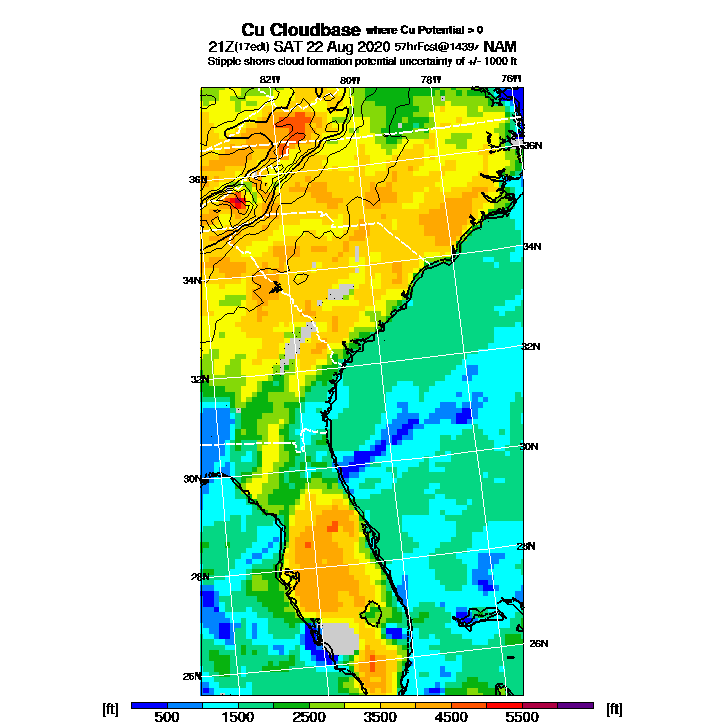 Cu Cloudbase where Cu Potential > 0
21Z(17edt) SAT 22 Aug 2020 57hrFcst@1439z NAM
Stipple shows cloud formation potential uncertainty of +/- 1000 ft
82W 80W 78W 76W
36N
36N
34N
34N
32N
32N
30N
30N
28N
28N
26N
26N
[ft] 500 1500 2500 3500 4500 5500 [ft]